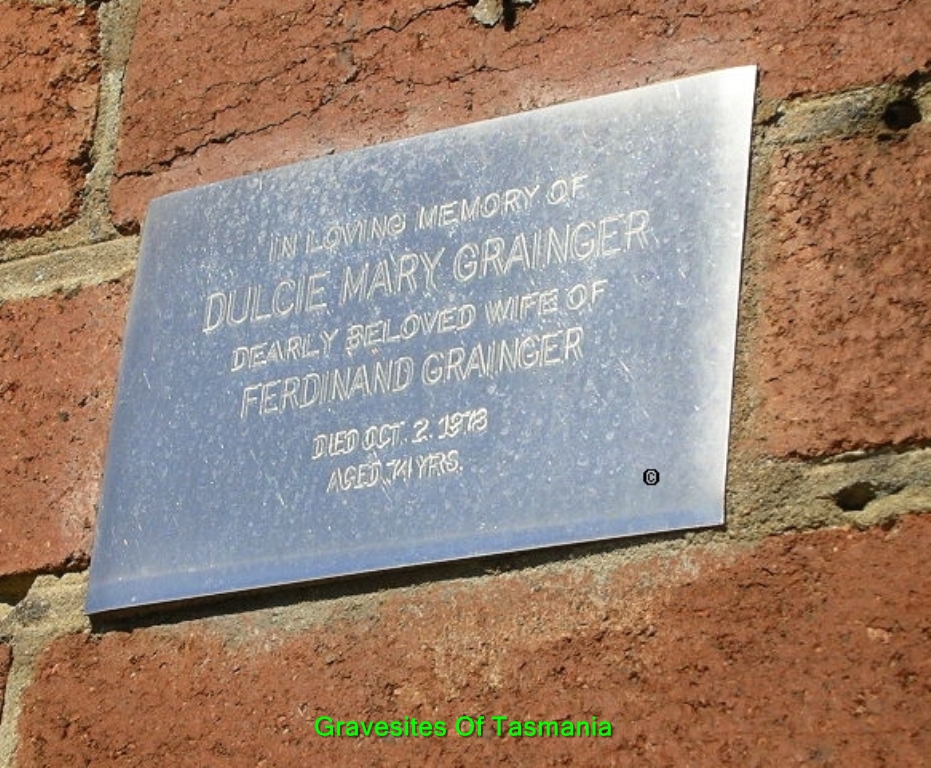 IN LOVING MEMORY OF
DULCIE MARY GRAINGER
DEARLY BELOVED WIFE OF
FERDINAND GRAINGER
DIED OCT. 2. 1978
AGED 74 YRS.
©
Gravesites Of Tasmania